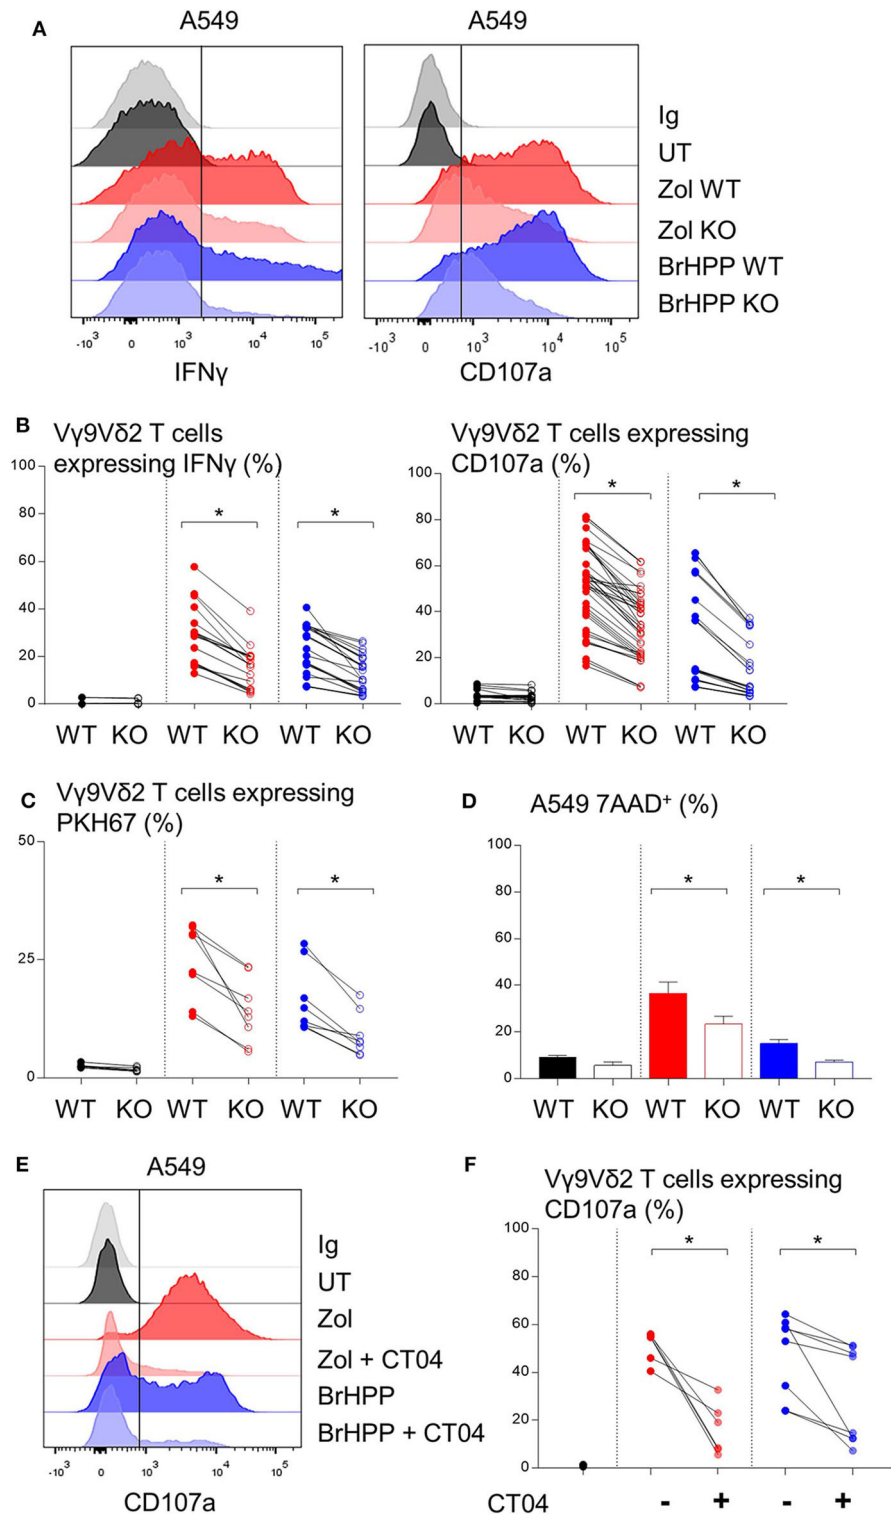 A
A549
A549
Ig
UT
Zol WT
Zol KO
BrHPP WT
BrHPP KO
-10³ 0 10³ 10⁴ 10⁵
-10³ 0 10³ 10⁴ 10⁵
IFNγ
CD107a
B
Vγ9Vδ2 T cells
expressing IFNγ (%)
Vγ9Vδ2 T cells expressing
CD107a (%)
100
80
60
40
20
0
* *
WT KO WT KO WT KO
100
80
60
40
20
0
* *
WT KO WT KO WT KO
C
Vγ9Vδ2 T cells expressing
PKH67 (%)
50
25
0
* *
WT KO WT KO WT KO
D
A549 7AAD⁺ (%)
100
80
60
40
20
0
* *
WT KO WT KO WT KO
E
A549
Ig
UT
Zol
Zol + CT04
BrHPP
BrHPP + CT04
-10³ 0 10³ 10⁴ 10⁵
CD107a
F
Vγ9Vδ2 T cells expressing
CD107a (%)
100
80
60
40
20
0
* *
CT04 - + - +